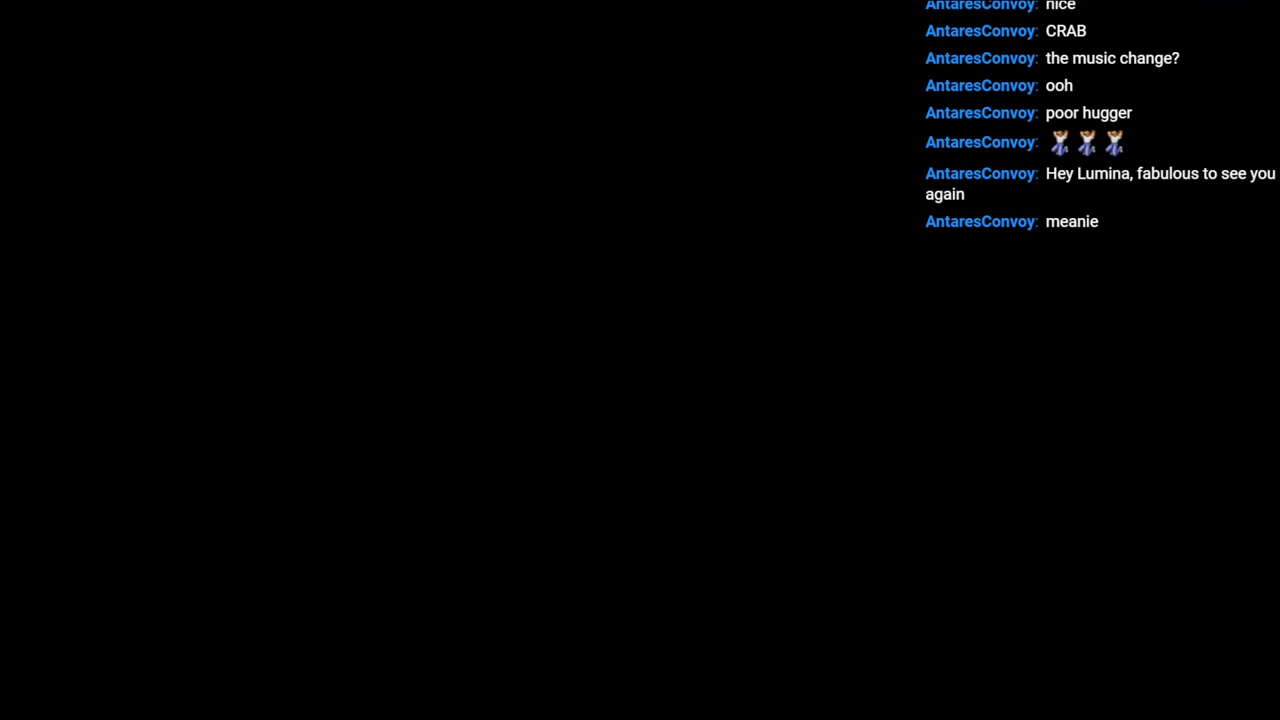 AntaresConvoy: nice
AntaresConvoy: CRAB
AntaresConvoy: the music change?
AntaresConvoy: ooh
AntaresConvoy: poor hugger
AntaresConvoy:
AntaresConvoy: Hey Lumina, fabulous to see you
again
AntaresConvoy: meanie